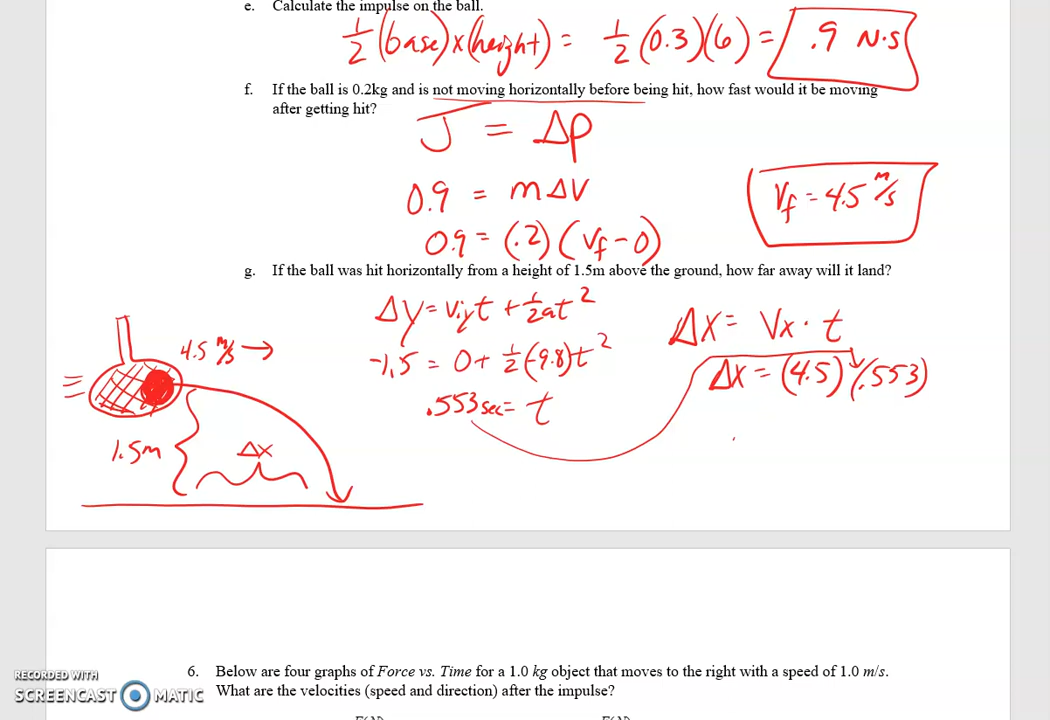 e. Calculate the impulse on the ball.
½ (base) x (height) = ½ (0.3)(6) = .9 N·S
f. If the ball is 0.2kg and is not moving horizontally before being hit, how fast would it be moving
after getting hit?
J = Δp
0.9 = mΔV
Vf = 4.5 m/s
0.9 = (.2)(Vf - 0)
g. If the ball was hit horizontally from a height of 1.5m above the ground, how far away will it land?
Δy = Viyt + ½at²
ΔX = Vx · t
4.5 m/s →
-1.5 = 0 + ½(-9.8)t²
ΔX = (4.5)(.553)
.553 sec = t
1.5m
ΔX
6. Below are four graphs of Force vs. Time for a 1.0 kg object that moves to the right with a speed of 1.0 m/s.
What are the velocities (speed and direction) after the impulse?
RECORDED WITH
SCREENCAST MATIC